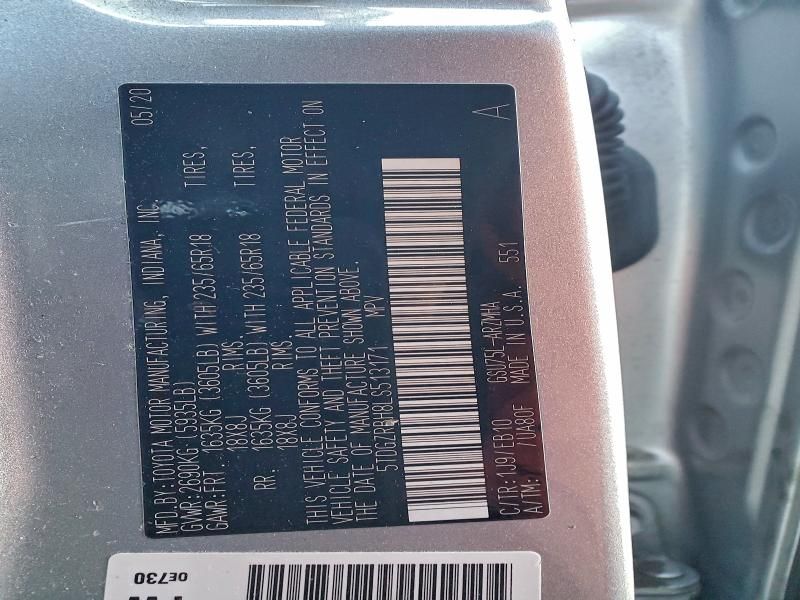 MFD.BY:TOYOTA MOTOR MANUFACTURING, INDIANA, INC. 05/20
GVWR:2690KG (5935LB)
GAWR:FRT 1635KG (3605LB) WITH 235/65R18 TIRES,
18X8J RIMS,
RR. 1635KG (3605LB) WITH 235/65R18 TIRES,
18X8J RIMS
THIS VEHICLE CONFORMS TO ALL APPLICABLE FEDERAL MOTOR
VEHICLE SAFETY AND THEFT PREVENTION STANDARDS IN EFFECT ON
THE DATE OF MANUFACTURE SHOWN ABOVE.
5TDGZRBH8LS513771 MPV
C/TR:1J9/EB10 GSU75L-ARZMHA A
A/TM: /UA80F MADE IN U.S.A. 551
0E730